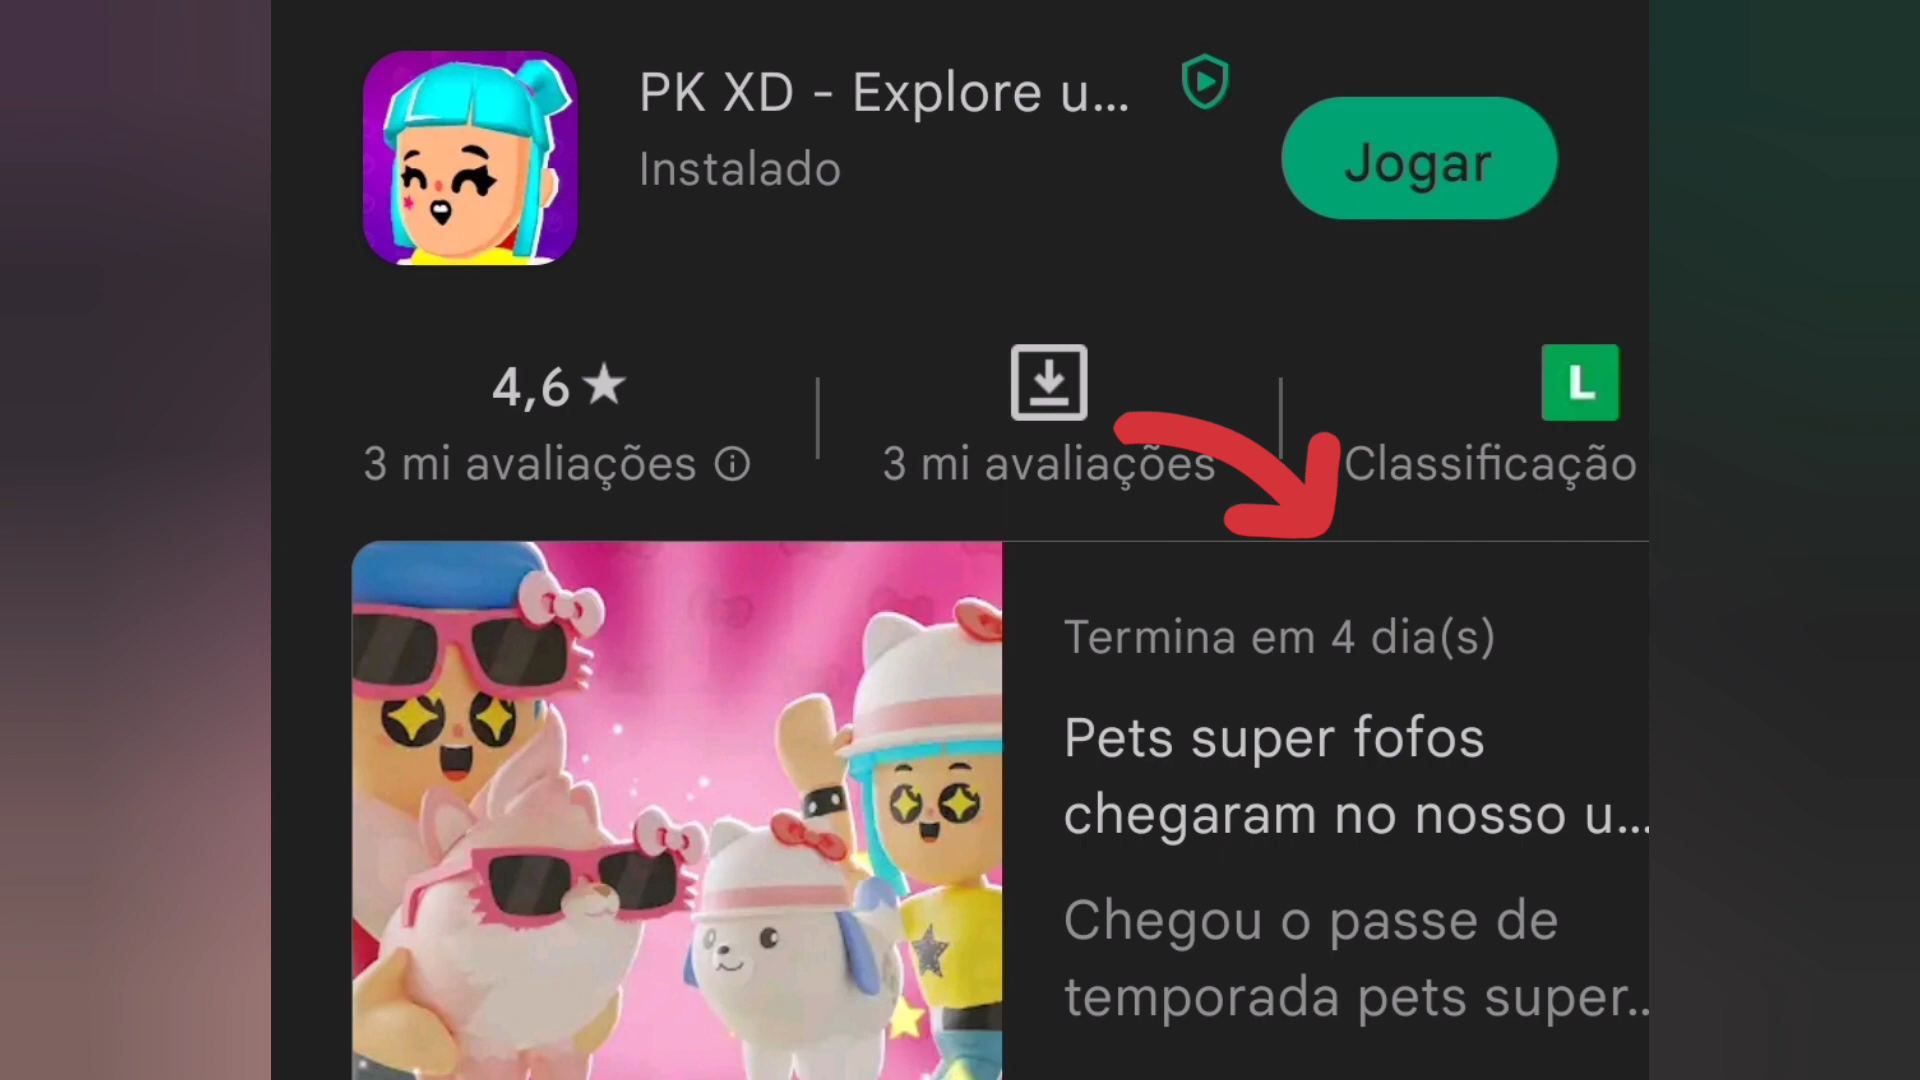 PK XD - Explore u...
Instalado
Jogar
4,6 ★
3 mi avaliações
3 mi avaliações
L
Classificação
Termina em 4 dia(s)
Pets super fofos
chegaram no nosso u...
Chegou o passe de
temporada pets super..